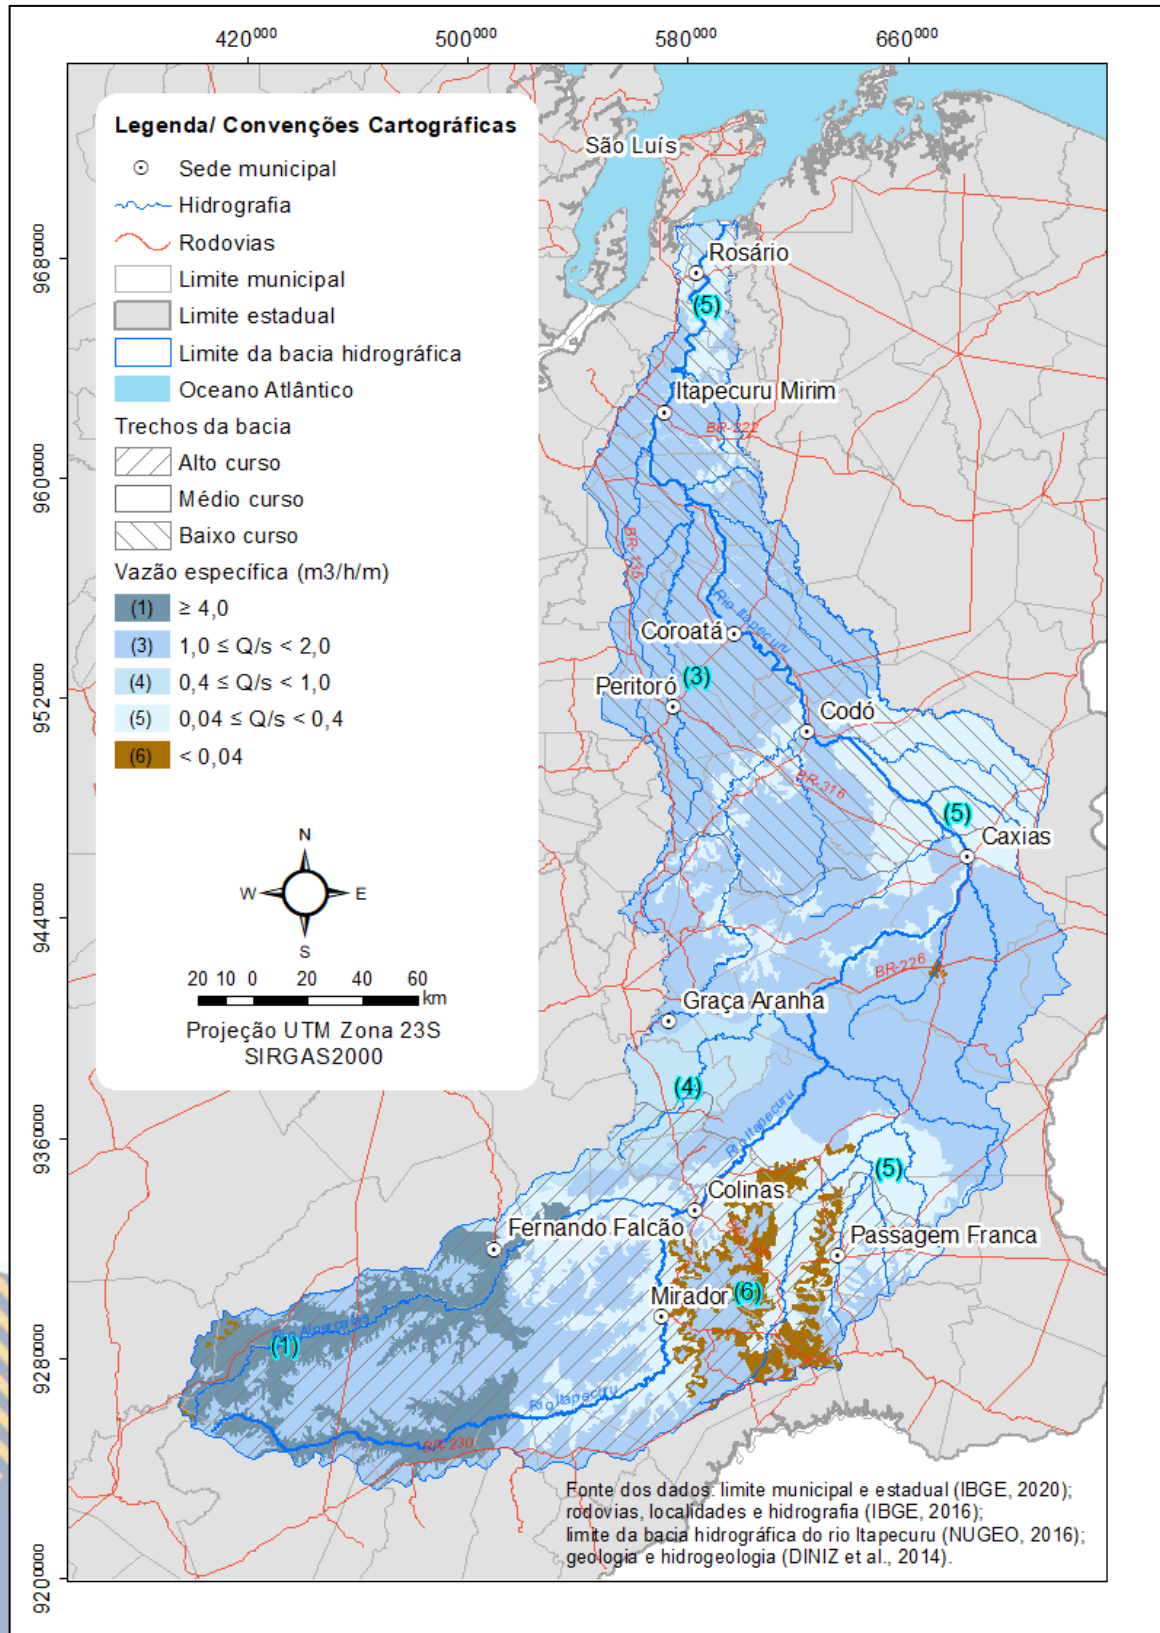 420000 500000 580000 660000
Legenda/ Convenções Cartográficas
Sede municipal
Hidrografia
Rodovias
Limite municipal
Limite estadual
Limite da bacia hidrográfica
Oceano Atlântico
Trechos da bacia
Alto curso
Médio curso
Baixo curso
Vazão específica (m3/h/m)
(1) ≥ 4,0
(3) 1,0 ≤ Q/s < 2,0
(4) 0,4 ≤ Q/s < 1,0
(5) 0,04 ≤ Q/s < 0,4
(6) < 0,04
N
W E
S
20 10 0 20 40 60
km
Projeção UTM Zona 23S
SIRGAS2000
9680000
9600000
9520000
9440000
9360000
9280000
9200000
São Luís
Rosário
(5)
Itapecuru Mirim
BR-222
BR-135
Rio Itapecuru
Coroatá
(3)
Peritoró
Codó
BR-316
(5)
Caxias
BR-226
Graça Aranha
(4)
Rio Itapecuru
(5)
Colinas
Fernando Falcão
Passagem Franca
(6)
Mirador
(1)
Rio Itapecuru
BR-230
Fonte dos dados: limite municipal e estadual (IBGE, 2020);
rodovias, localidades e hidrografia (IBGE, 2016);
limite da bacia hidrográfica do rio Itapecuru (NUGEO, 2016);
geologia e hidrogeologia (DINIZ et al., 2014).